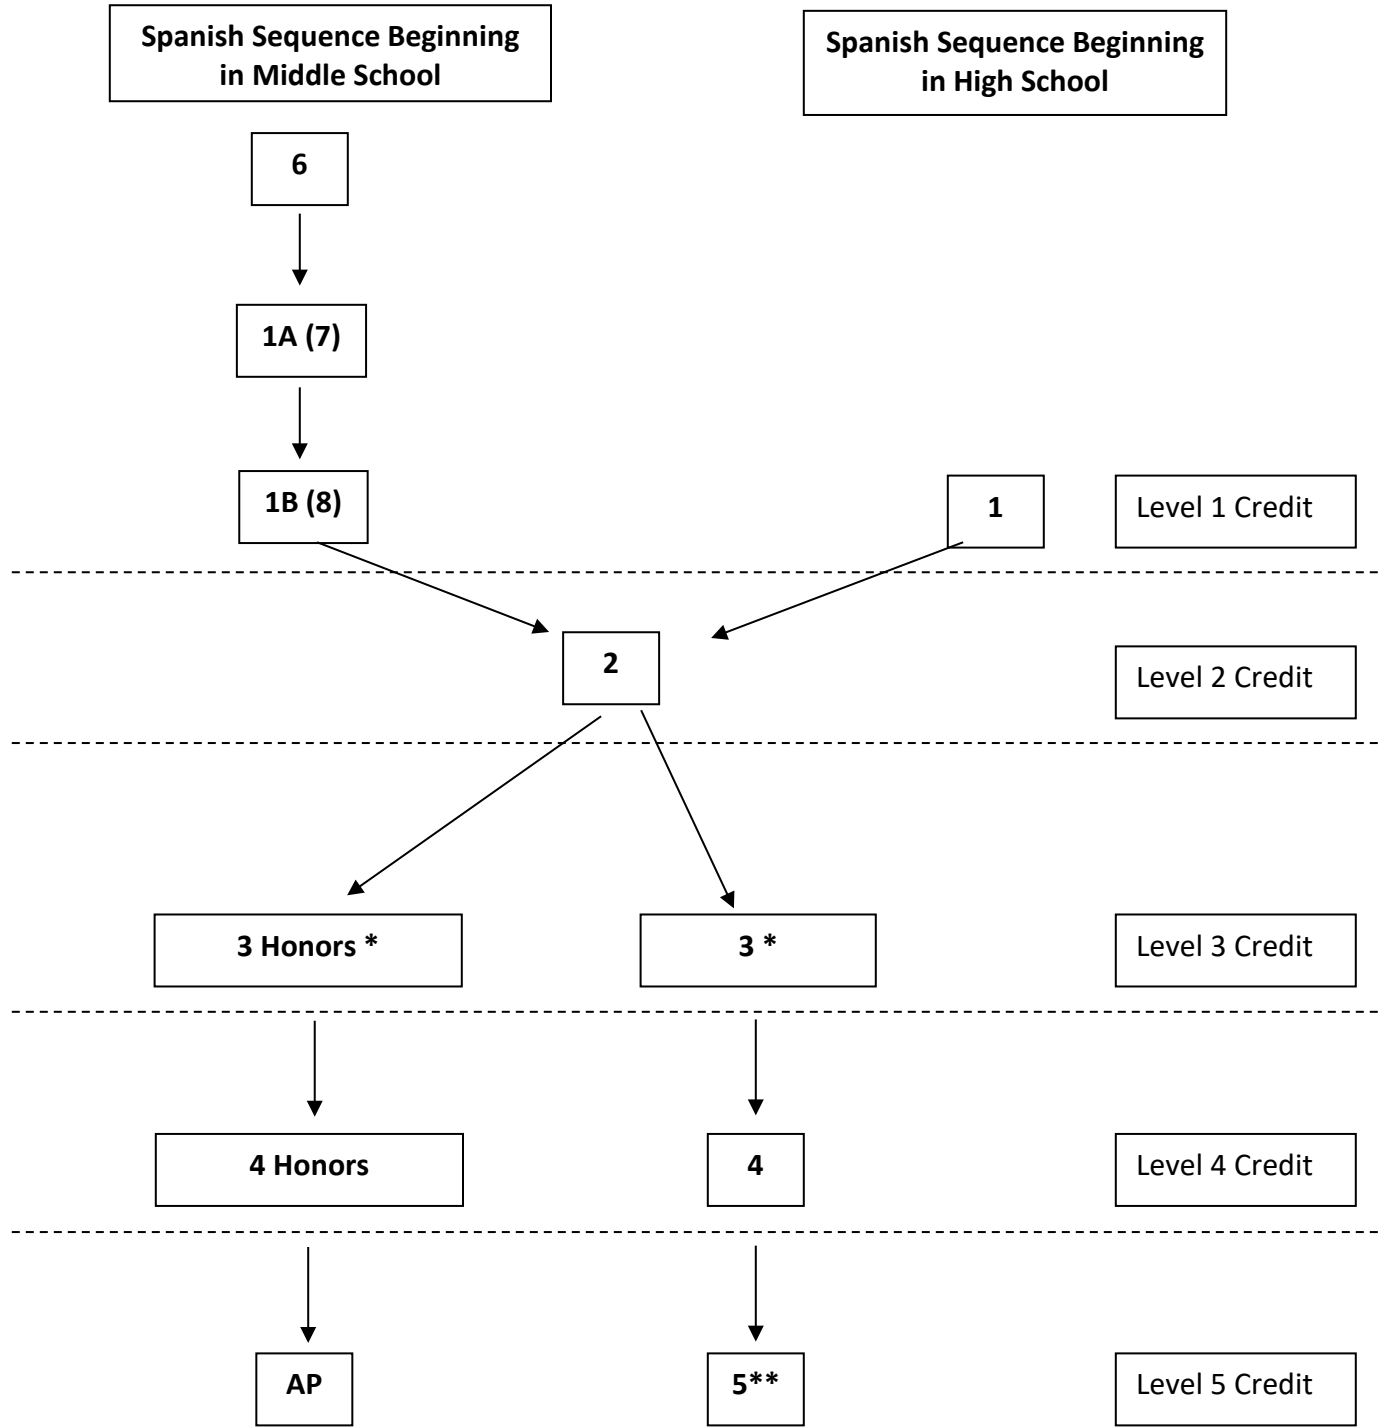 Spanish Sequence Beginning
in Middle School
Spanish Sequence Beginning
in High School
6
1A (7)
1B (8)
1
Level 1 Credit
2
Level 2 Credit
3 Honors *
3 *
Level 3 Credit
4 Honors
4
Level 4 Credit
AP
5**
Level 5 Credit